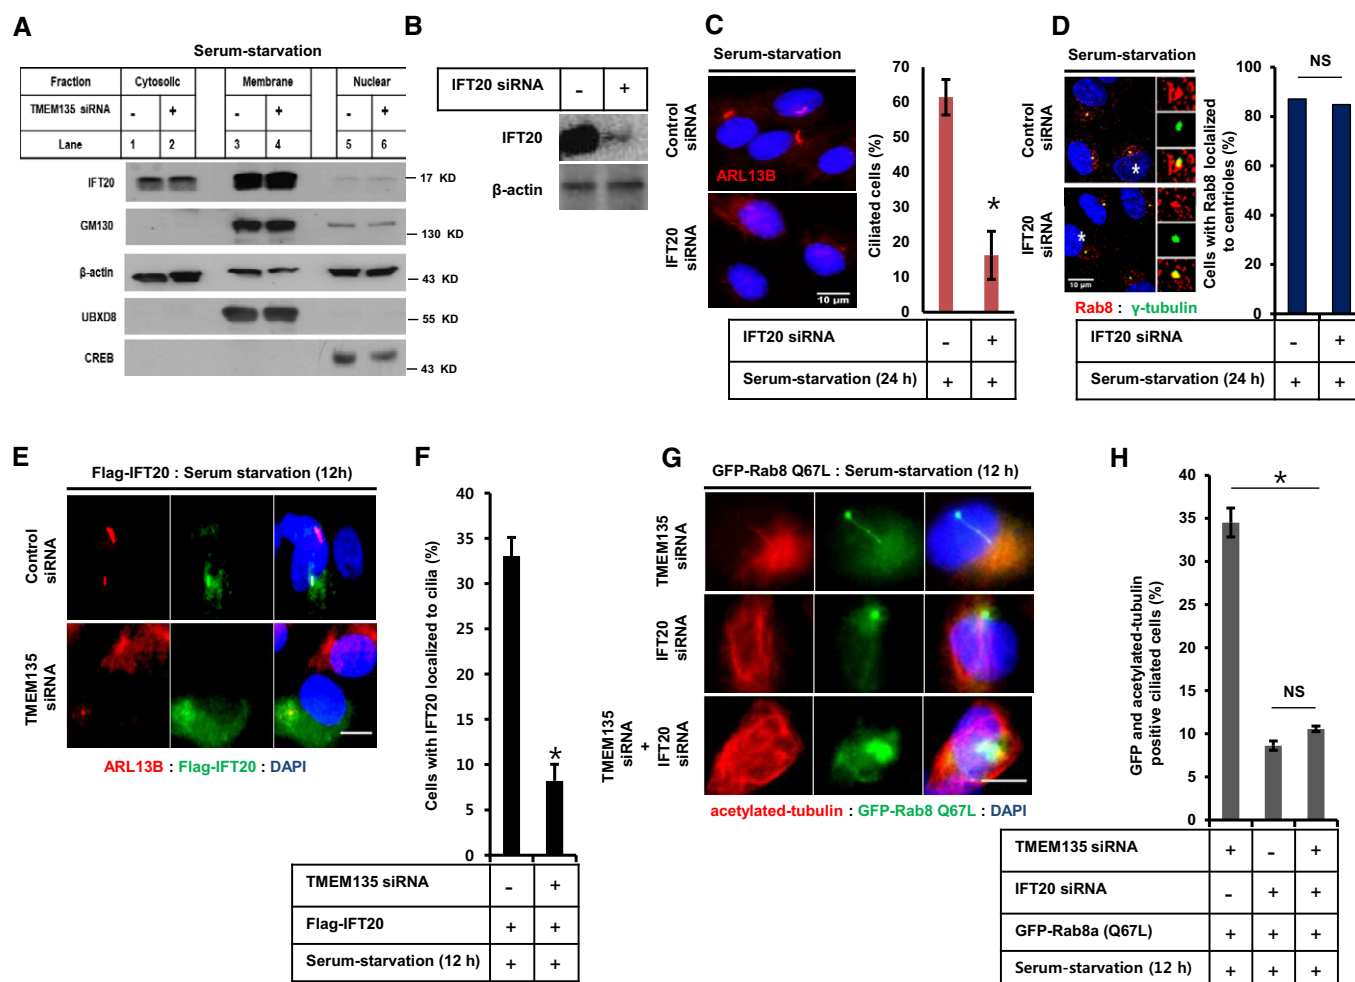 A
Serum-starvation
Fraction Cytosolic Membrane Nuclear
TMEM135 siRNA - + - + - +
Lane 1 2 3 4 5 6
IFT20 17 KD
GM130 130 KD
β-actin 43 KD
UBXD8 55 KD
CREB 43 KD
B
IFT20 siRNA - +
IFT20
β-actin
C
Serum-starvation
Control siRNA
IFT20 siRNA
ARL13B
10 μm
Ciliated cells (%)
70
60
50
40
30
20
10
0
*
IFT20 siRNA - +
Serum-starvation (24 h) + +
D
Serum-starvation
Control siRNA
IFT20 siRNA
*
*
10 μm
Rab8 : γ-tubulin
Cells with Rab8 loclalized to centrioles (%)
100
80
60
40
20
0
NS
IFT20 siRNA - +
Serum-starvation (24 h) + +
E
Flag-IFT20 : Serum starvation (12h)
Control siRNA
TMEM135 siRNA
ARL13B : Flag-IFT20 : DAPI
F
Cells with IFT20 localized to cilia (%)
40
35
30
25
20
15
10
5
0
*
TMEM135 siRNA - +
Flag-IFT20 + +
Serum-starvation (12 h) + +
G
GFP-Rab8 Q67L : Serum-starvation (12 h)
TMEM135 siRNA
IFT20 siRNA
TMEM135 siRNA + IFT20 siRNA
acetylated-tubulin : GFP-Rab8 Q67L : DAPI
H
GFP and acetylated-tubulin positive ciliated cells (%)
40
35
30
25
20
15
10
5
0
*
NS
TMEM135 siRNA + - +
IFT20 siRNA - + +
GFP-Rab8a (Q67L) + + +
Serum-starvation (12 h) + + +